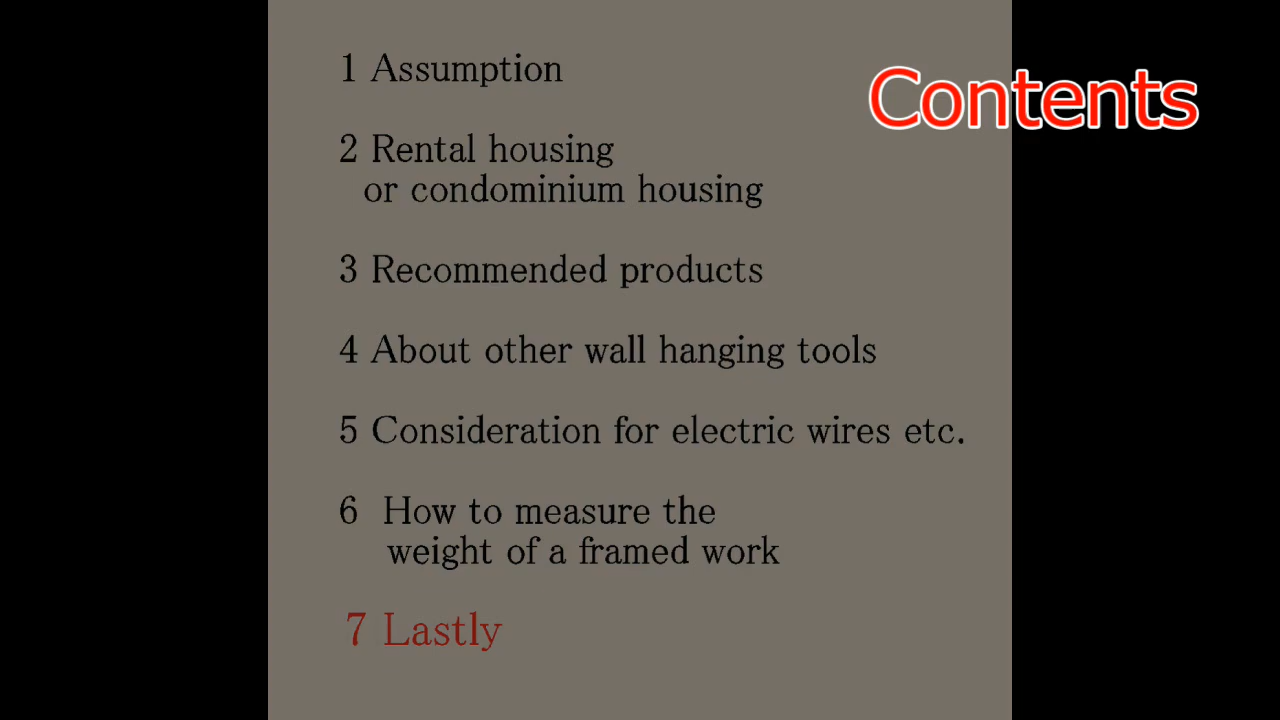 Contents
1 Assumption
2 Rental housing
or condominium housing
3 Recommended products
4 About other wall hanging tools
5 Consideration for electric wires etc.
6 How to measure the
weight of a framed work
7 Lastly